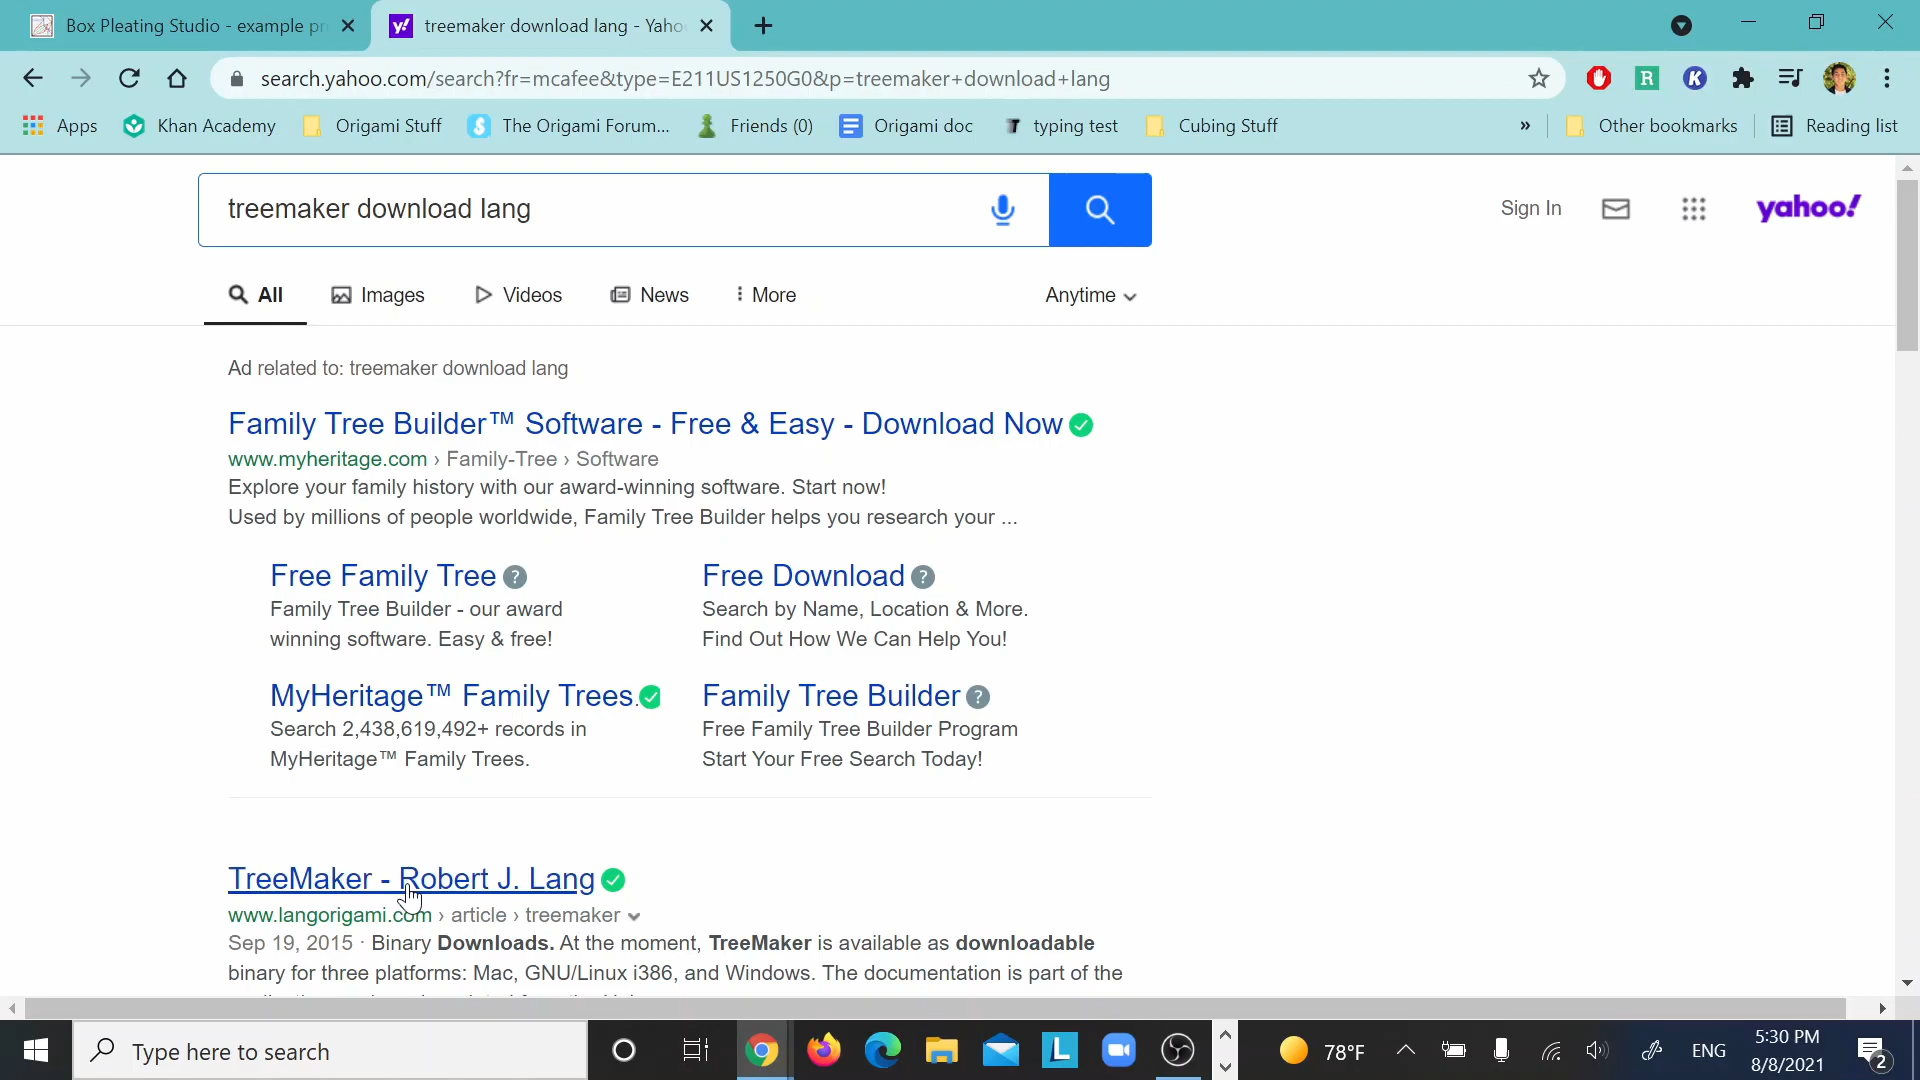 Box Pleating Studio - example pr
treemaker download lang - Yaho
search.yahoo.com/search?fr=mcafee&type=E211US1250G0&p=treemaker+download+lang
Apps
Khan Academy
Origami Stuff
The Origami Forum...
Friends (0)
Origami doc
typing test
Cubing Stuff
»
Other bookmarks
Reading list
treemaker download lang
Sign In
yahoo!
All
Images
Videos
News
More
Anytime
Ad related to: treemaker download lang
Family Tree Builder™ Software - Free & Easy - Download Now
www.myheritage.com › Family-Tree › Software
Explore your family history with our award-winning software. Start now!
Used by millions of people worldwide, Family Tree Builder helps you research your ...
Free Family Tree
Family Tree Builder - our award
winning software. Easy & free!
Free Download
Search by Name, Location & More.
Find Out How We Can Help You!
MyHeritage™ Family Trees.
Search 2,438,619,492+ records in
MyHeritage™ Family Trees.
Family Tree Builder
Free Family Tree Builder Program
Start Your Free Search Today!
TreeMaker - Robert J. Lang
www.langorigami.com › article › treemaker
Sep 19, 2015 · Binary Downloads. At the moment, TreeMaker is available as downloadable
binary for three platforms: Mac, GNU/Linux i386, and Windows. The documentation is part of the
Type here to search
78°F
ENG
5:30 PM
8/8/2021
2